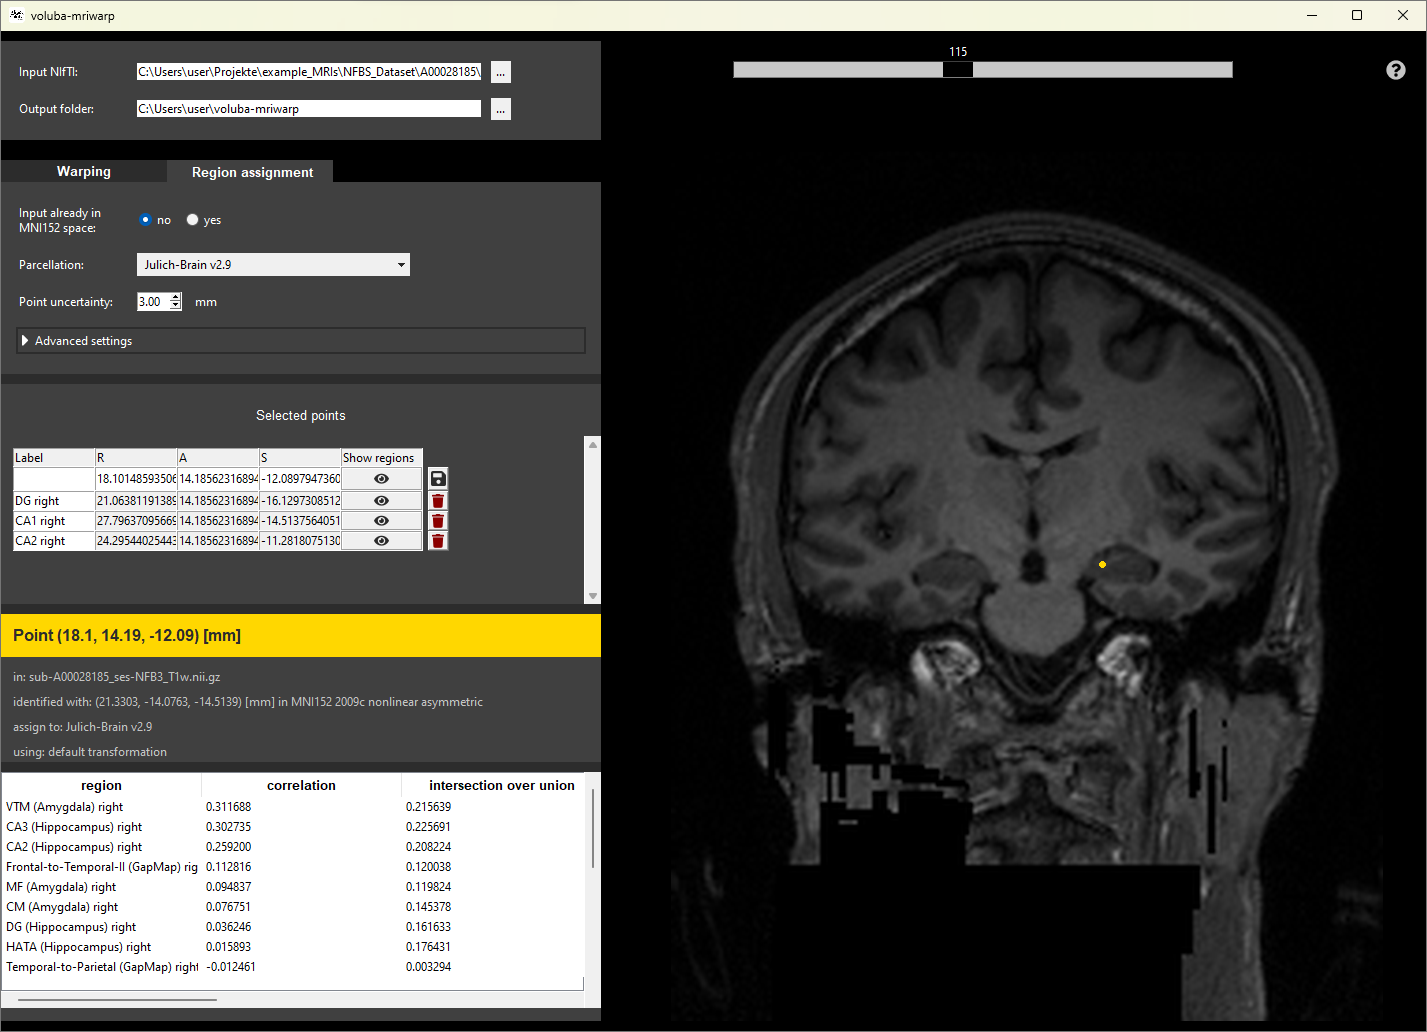 voluba-mriwarp
115
Input NIfTI: C:\Users\user\Projekte\example_MRIs\NFBS_Dataset\A00028185\ ...
Output folder: C:\Users\user\voluba-mriwarp ...
Warping Region assignment
Input already in
MNI152 space: no yes
Parcellation: Julich-Brain v2.9
Point uncertainty: 3.00 mm
Advanced settings
Selected points
Label R A S Show regions
18.10148593506 14.18562316894 -12.0897947360
DG right 21.06381191389 14.18562316894 -16.1297308512
CA1 right 27.79637095669 14.18562316894 -14.5137564051
CA2 right 24.29544025443 14.18562316894 -11.2818075130
Point (18.1, 14.19, -12.09) [mm]
in: sub-A00028185_ses-NFB3_T1w.nii.gz
identified with: (21.3303, -14.0763, -14.5139) [mm] in MNI152 2009c nonlinear asymmetric
assign to: Julich-Brain v2.9
using: default transformation
region correlation intersection over union
VTM (Amygdala) right 0.311688 0.215639
CA3 (Hippocampus) right 0.302735 0.225691
CA2 (Hippocampus) right 0.259200 0.208224
Frontal-to-Temporal-II (GapMap) rig 0.112816 0.120038
MF (Amygdala) right 0.094837 0.119824
CM (Amygdala) right 0.076751 0.145378
DG (Hippocampus) right 0.036246 0.161633
HATA (Hippocampus) right 0.015893 0.176431
Temporal-to-Parietal (GapMap) right -0.012461 0.003294